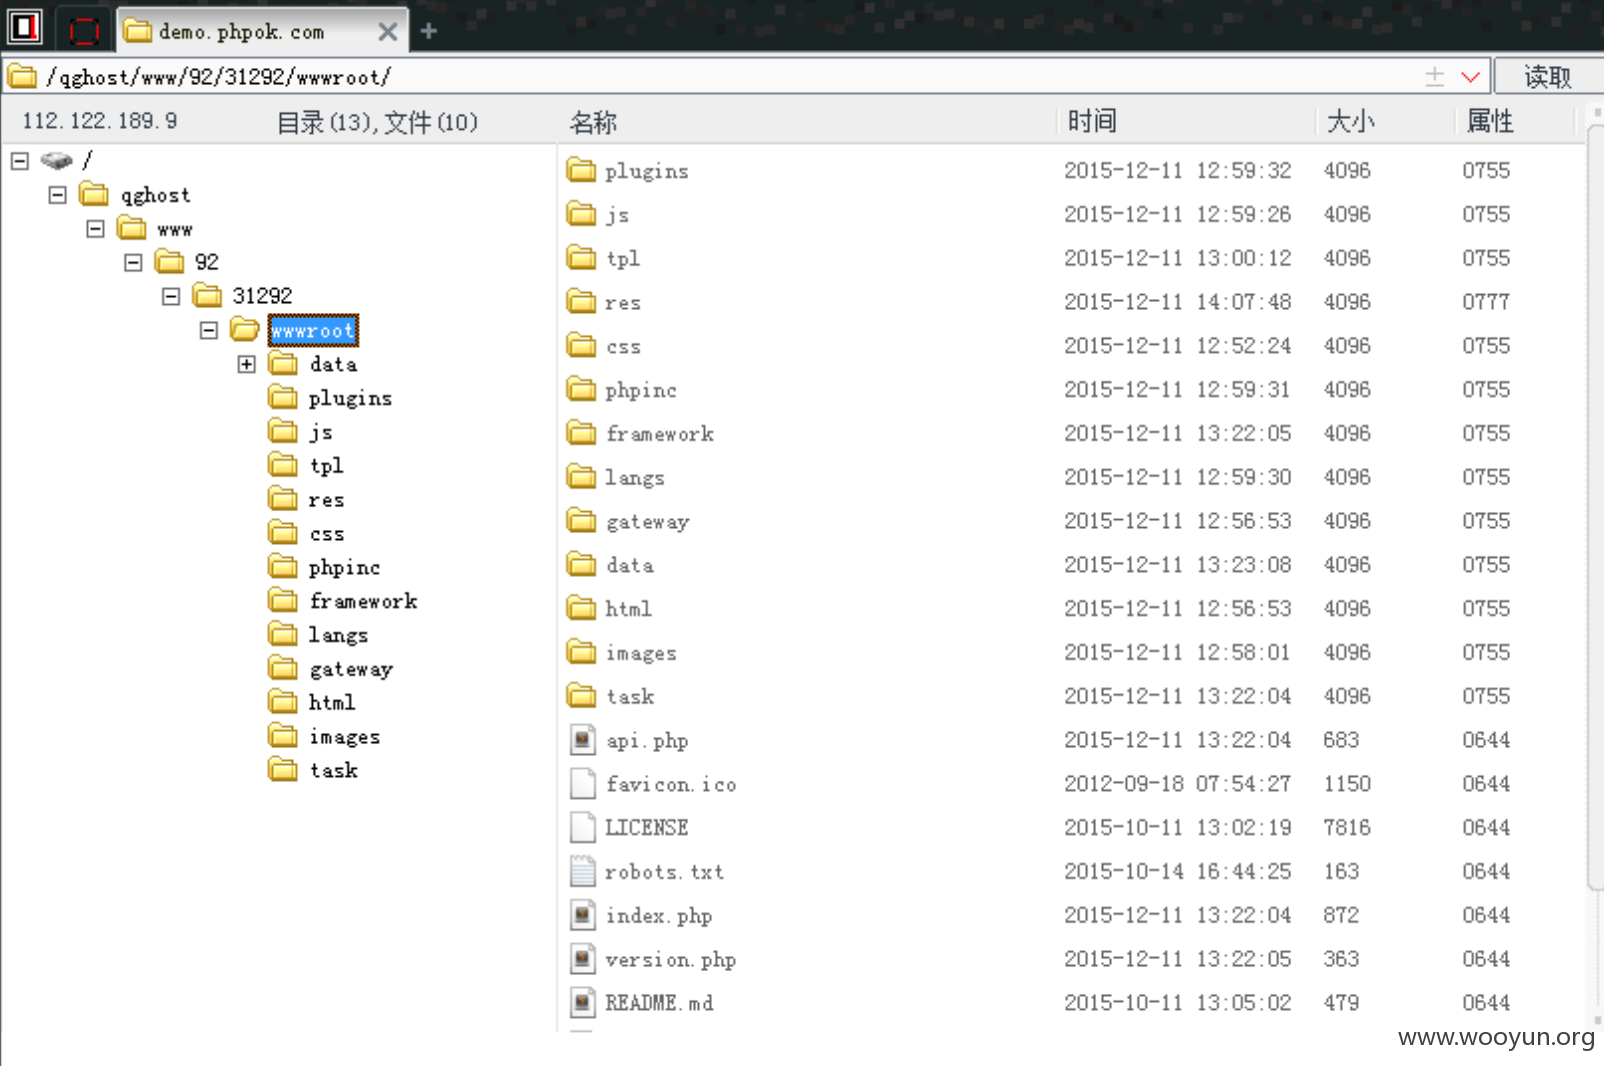 demo.phpok.com
/qghost/www/92/31292/wwwroot/
读取
112.122.189.9 目录(13),文件(10) 名称 时间 大小 属性
/
qghost
www
92
31292
wwwroot
data
plugins
js
tpl
res
css
phpinc
framework
langs
gateway
html
images
task
plugins 2015-12-11 12:59:32 4096 0755
js 2015-12-11 12:59:26 4096 0755
tpl 2015-12-11 13:00:12 4096 0755
res 2015-12-11 14:07:48 4096 0777
css 2015-12-11 12:52:24 4096 0755
phpinc 2015-12-11 12:59:31 4096 0755
framework 2015-12-11 13:22:05 4096 0755
langs 2015-12-11 12:59:30 4096 0755
gateway 2015-12-11 12:56:53 4096 0755
data 2015-12-11 13:23:08 4096 0755
html 2015-12-11 12:56:53 4096 0755
images 2015-12-11 12:58:01 4096 0755
task 2015-12-11 13:22:04 4096 0755
api.php 2015-12-11 13:22:04 683 0644
favicon.ico 2012-09-18 07:54:27 1150 0644
LICENSE 2015-10-11 13:02:19 7816 0644
robots.txt 2015-10-14 16:44:25 163 0644
index.php 2015-12-11 13:22:04 872 0644
version.php 2015-12-11 13:22:05 363 0644
README.md 2015-10-11 13:05:02 479 0644
www.wooyun.org